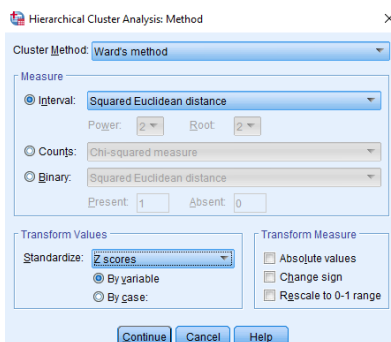 Hierarchical Cluster Analysis: Method
Cluster Method: Ward's method
Measure
Interval: Squared Euclidean distance
Power: 2 Root: 2
Counts: Chi-squared measure
Binary: Squared Euclidean distance
Present: 1 Absent: 0
Transform Values
Standardize: Z scores
By variable
By case:
Transform Measure
Absolute values
Change sign
Rescale to 0-1 range
Continue Cancel Help